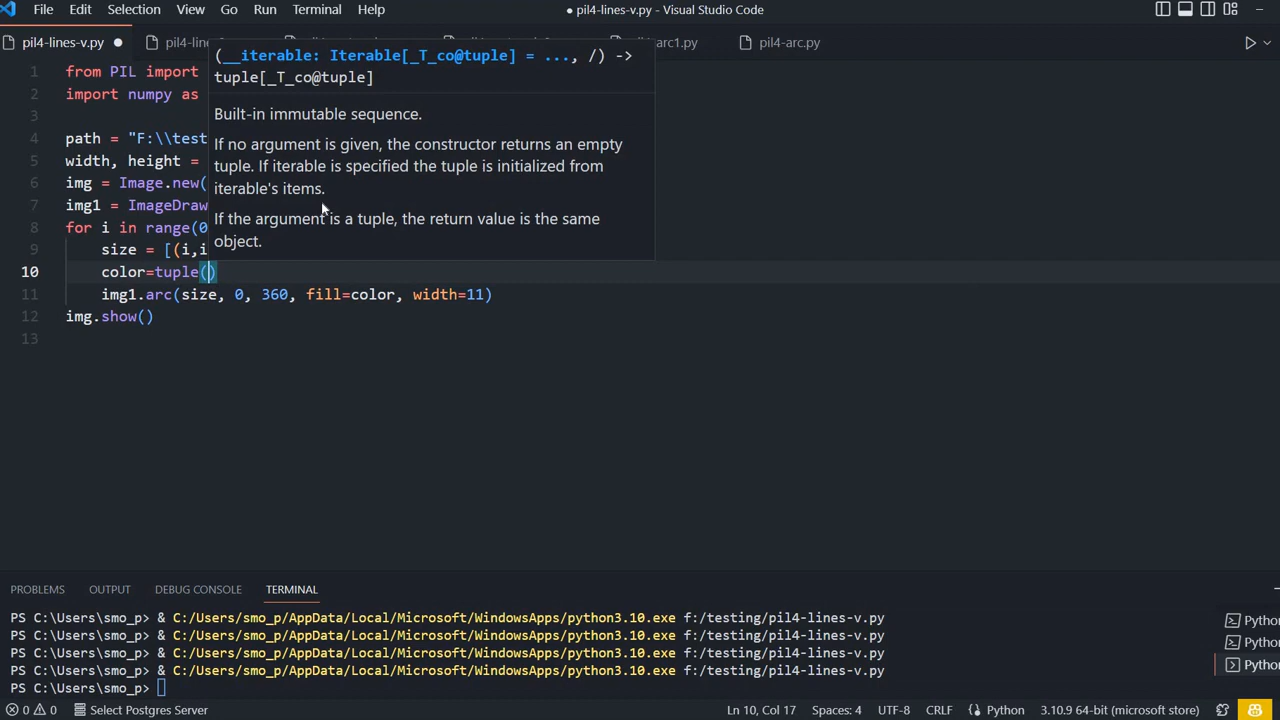 File Edit Selection View Go Run Terminal Help
● pil4-lines-v.py - Visual Studio Code
pil4-lines-v.py ●
arc1.py
pil4-arc.py
(__iterable: Iterable[_T_co@tuple] = ..., /) ->
tuple[_T_co@tuple]
Built-in immutable sequence.
If no argument is given, the constructor returns an empty
tuple. If iterable is specified the tuple is initialized from
iterable's items.
If the argument is a tuple, the return value is the same
object.
1 from PIL import
2 import numpy as
3
4 path = "F:\\test
5 width, height =
6 img = Image.new(
7 img1 = ImageDraw
8 for i in range(0
9 size = [(i,i
10 color=tuple()
11 img1.arc(size, 0, 360, fill=color, width=11)
12 img.show()
13
PROBLEMS OUTPUT DEBUG CONSOLE TERMINAL
PS C:\Users\smo_p> & C:/Users/smo_p/AppData/Local/Microsoft/WindowsApps/python3.10.exe f:/testing/pil4-lines-v.py
PS C:\Users\smo_p> & C:/Users/smo_p/AppData/Local/Microsoft/WindowsApps/python3.10.exe f:/testing/pil4-lines-v.py
PS C:\Users\smo_p> & C:/Users/smo_p/AppData/Local/Microsoft/WindowsApps/python3.10.exe f:/testing/pil4-lines-v.py
PS C:\Users\smo_p> & C:/Users/smo_p/AppData/Local/Microsoft/WindowsApps/python3.10.exe f:/testing/pil4-lines-v.py
PS C:\Users\smo_p>
Pytho
Pytho
Pytho
0 0 Select Postgres Server
Ln 10, Col 17 Spaces: 4 UTF-8 CRLF Python 3.10.9 64-bit (microsoft store)